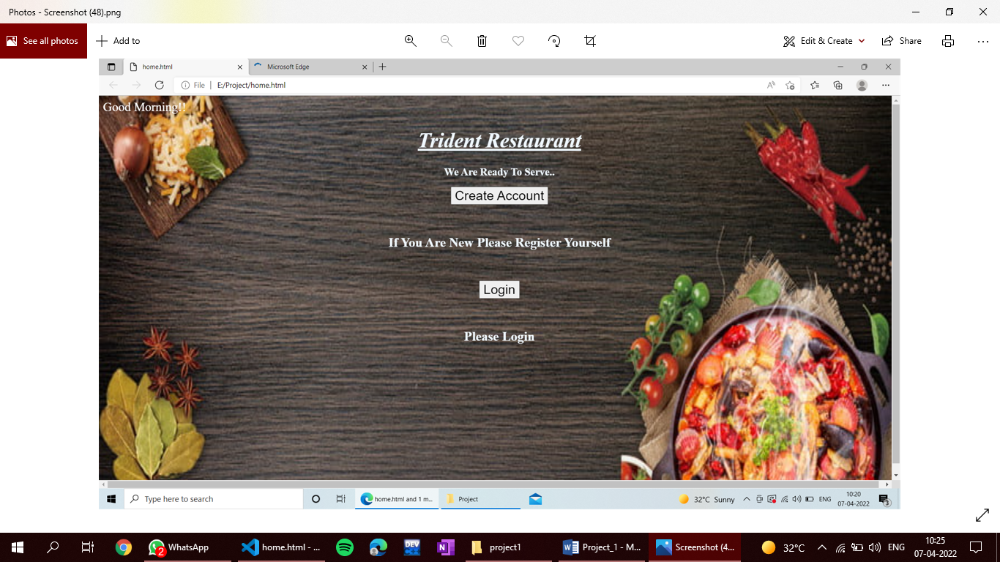 Photos - Screenshot (48).png
See all photos
Add to
Edit & Create
Share
home.html
Microsoft Edge
File | E:/Project/home.html
Good Morning!!
Trident Restaurant
We Are Ready To Serve..
Create Account
If You Are New Please Register Yourself
Login
Please Login
Type here to search
home.html and 1 m...
Project
32°C Sunny
ENG
10:20
07-04-2022
3
2
WhatsApp
home.html - ...
DEV
N
project1
Project_1 - M...
Screenshot (4...
32°C
ENG
10:25
07-04-2022